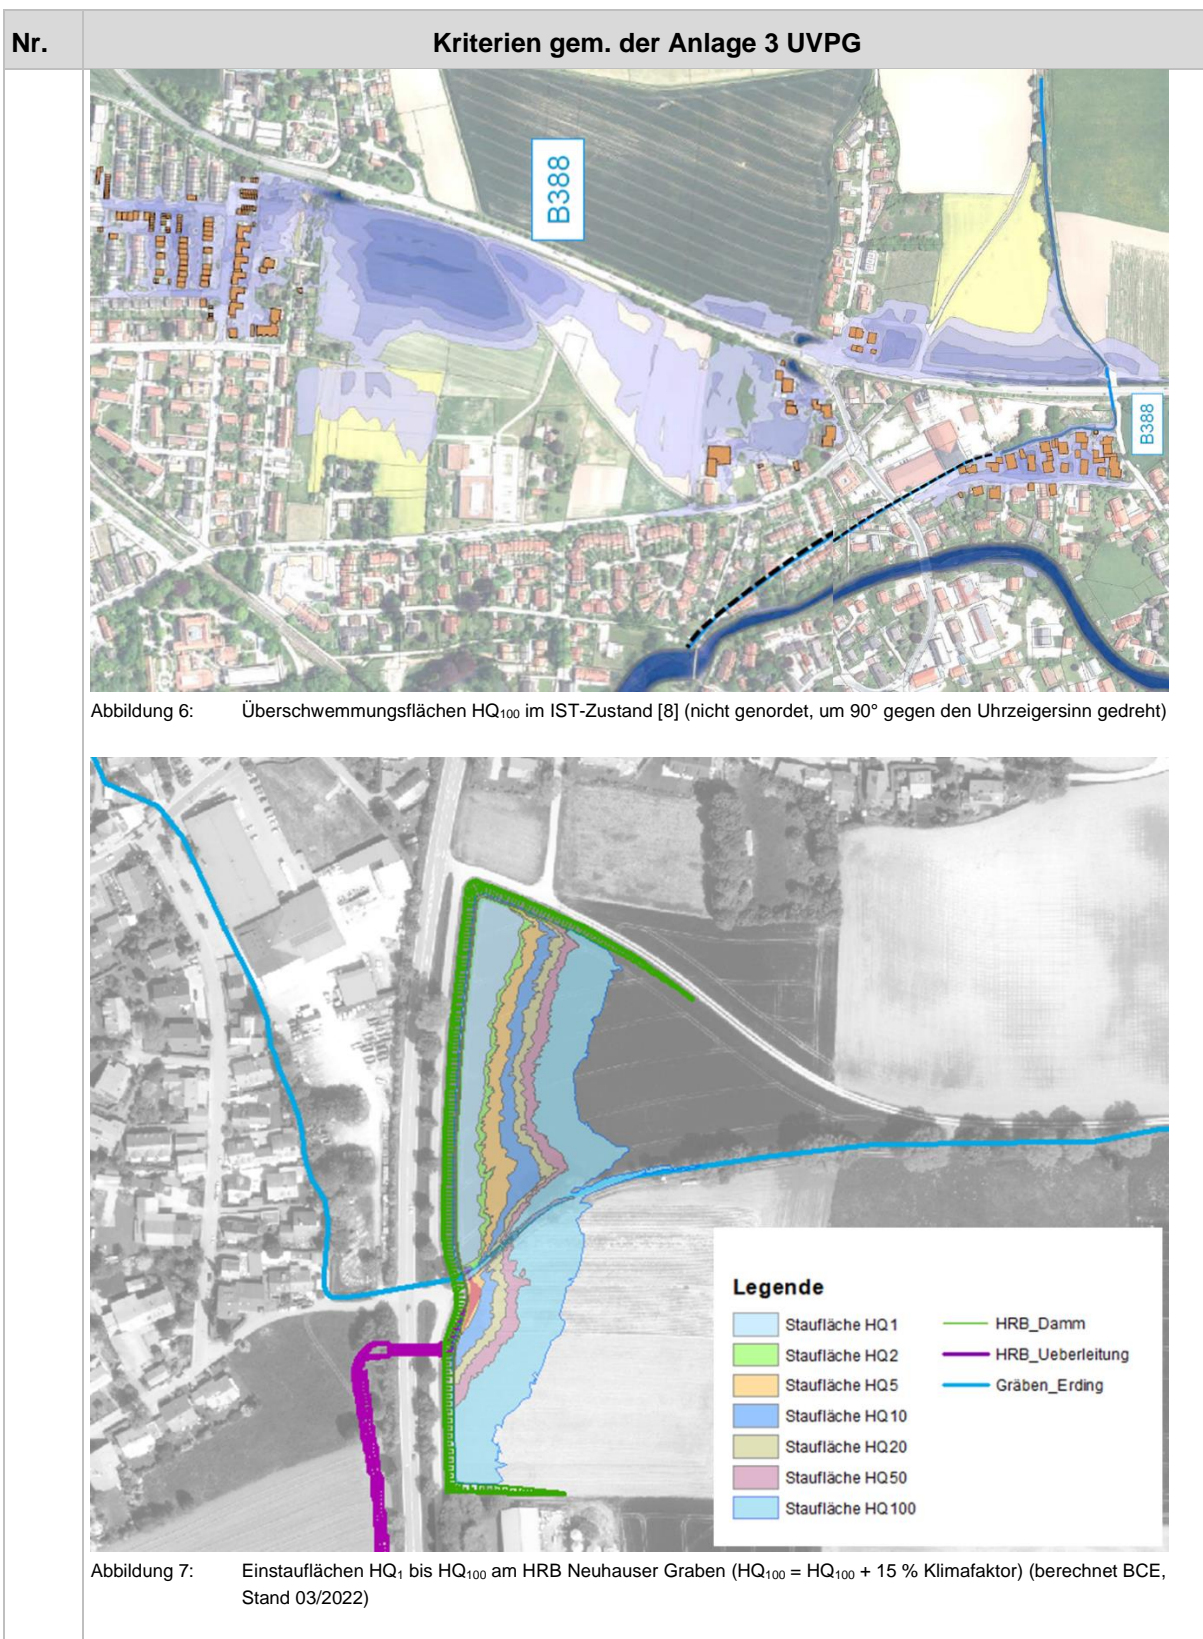 Nr.
Kriterien gem. der Anlage 3 UVPG
B388
B388
Abbildung 6: Überschwemmungsflächen HQ100 im IST-Zustand [8] (nicht genordet, um 90° gegen den Uhrzeigersinn gedreht)
Legende
Staufläche HQ1
Staufläche HQ2
Staufläche HQ5
Staufläche HQ10
Staufläche HQ20
Staufläche HQ50
Staufläche HQ100
HRB_Damm
HRB_Ueberleitung
Gräben_Erding
Abbildung 7: Einstauflächen HQ1 bis HQ100 am HRB Neuhauser Graben (HQ100 = HQ100 + 15 % Klimafaktor) (berechnet BCE,
Stand 03/2022)